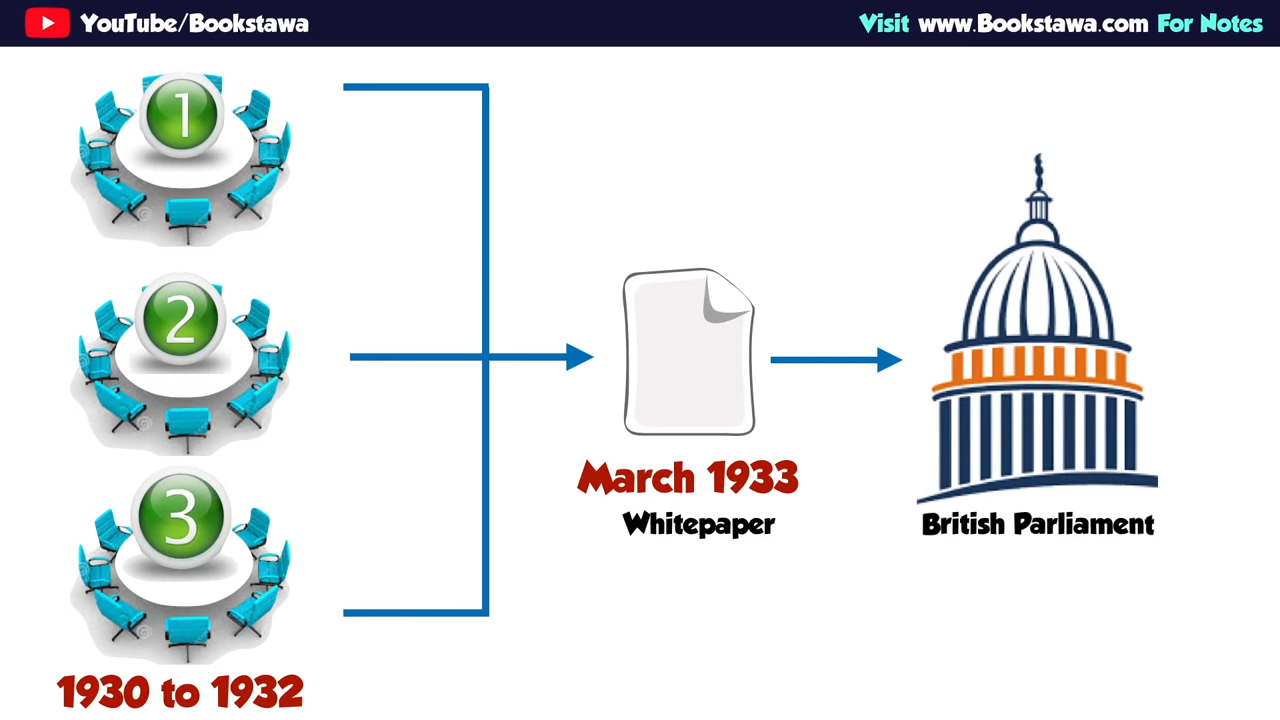 YouTube/Bookstawa
Visit www.Bookstawa.com For Notes
1
2
3
1930 to 1932
March 1933
Whitepaper
British Parliament